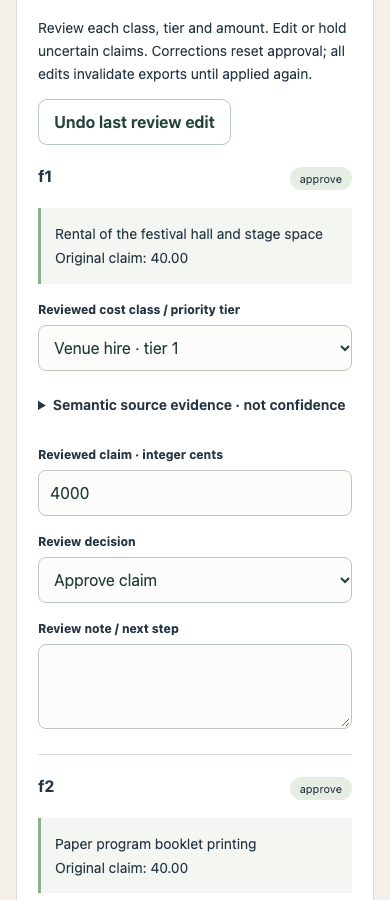 Review each class, tier and amount. Edit or hold
uncertain claims. Corrections reset approval; all
edits invalidate exports until applied again.
Undo last review edit
f1
approve
Rental of the festival hall and stage space
Original claim: 40.00
Reviewed cost class / priority tier
Venue hire · tier 1
Semantic source evidence · not confidence
Reviewed claim · integer cents
4000
Review decision
Approve claim
Review note / next step
f2
approve
Paper program booklet printing
Original claim: 40.00